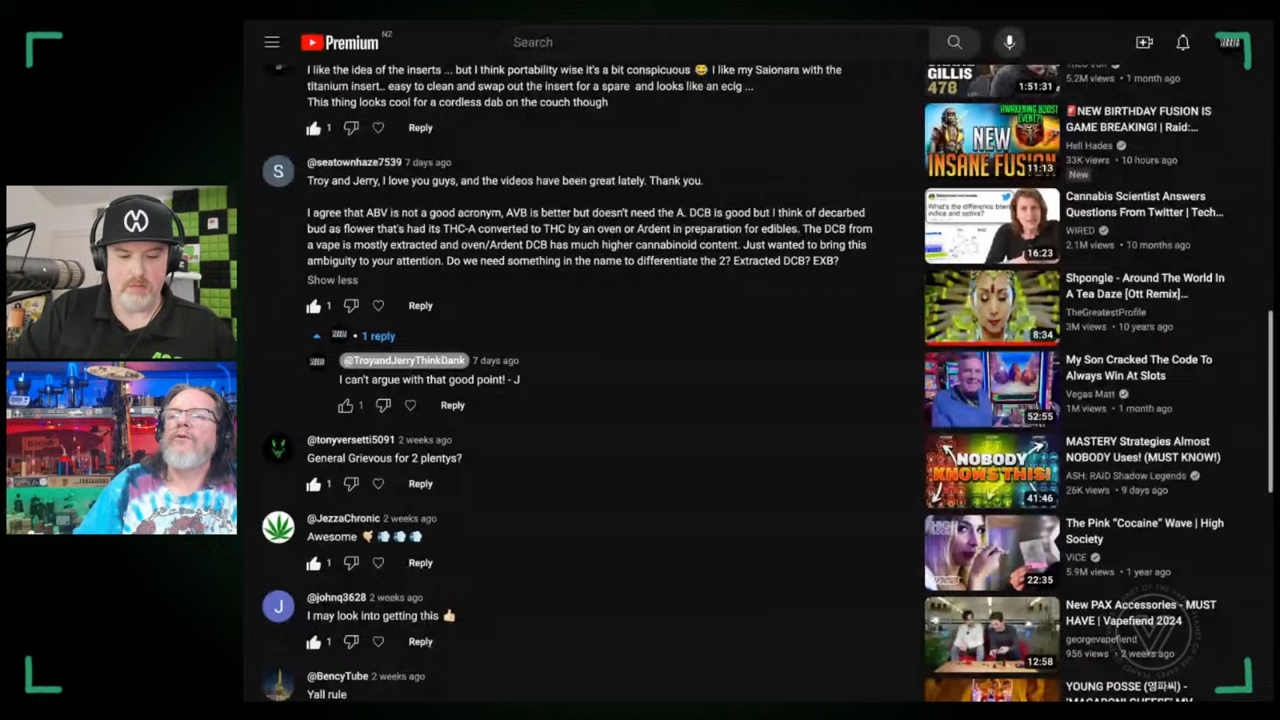 Premium NZ
Search
I like the idea of the inserts ... but I think portability wise it's a bit conspicuous 😅 I like my Saionara with the
titanium insert.. easy to clean and swap out the insert for a spare and looks like an ecig ...
This thing looks cool for a cordless dab on the couch though
1 Reply
S
@seatownhaze7539 7 days ago
Troy and Jerry, I love you guys, and the videos have been great lately. Thank you.
I see that ABV is not a good acronym, AVB is better but doesn't need the A. DCB is good but I think of decarbed
bud as flower that's had its THC-A converted to THC by an oven or Ardent in preparation for edibles. The DCB from
a vape is mostly extracted and oven/Ardent DCB has much higher cannabinoid content. Just wanted to bring this
ambiguity to your attention. Do we need something in the name to differentiate the 2? Extracted DCB? EXB?
Show less
1 Reply
1 reply
@TroyandJerryThinkDank 7 days ago
I can't argue with that good point! - J
1 Reply
@tonyversetti5091 2 weeks ago
General Grievous for 2 plentys?
1 Reply
@JezzaChronic 2 weeks ago
Awesome 🤙🏻 💨 💨 💨
1 Reply
J
@johnq3628 2 weeks ago
I may look into getting this 👍🏻
1 Reply
@BencyTube 2 weeks ago
Yall rule
GILLIS
478
1:51:31
5.2M views • 1 month ago
AWAKENING BOOST
EVENT?!
NEW
INSANE FUSION
11:13
🚨NEW BIRTHDAY FUSION IS
GAME BREAKING! | Raid:...
Hell Hades
33K views • 10 hours ago
New
What's the difference btwn
indica and sativa?
16:23
Cannabis Scientist Answers
Questions From Twitter | Tech...
WIRED
2.1M views • 10 months ago
8:34
Shpongle - Around The World In
A Tea Daze [Ott Remix]...
TheGreatestProfile
3M views • 10 years ago
52:55
My Son Cracked The Code To
Always Win At Slots
Vegas Matt
1M views • 1 month ago
NOBODY
KNOWS THIS!
41:46
MASTERY Strategies Almost
NOBODY Uses! (MUST KNOW!)
ASH: RAID Shadow Legends
26K views • 9 days ago
HIGH
SOCIETY
22:35
The Pink "Cocaine" Wave | High
Society
VICE
5.9M views • 1 year ago
12:58
New PAX Accessories - MUST
HAVE | Vapefiend 2024
georgevapefiend
956 views • 2 weeks ago
YOUNG POSSE (영파씨) -
'MACARONI CHEESE' MV